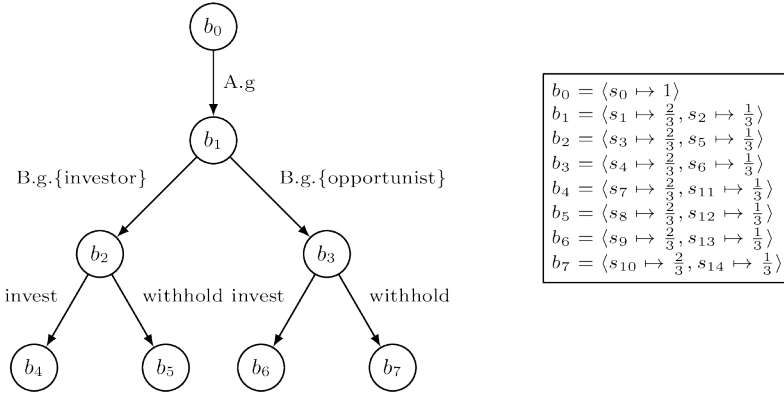 b₀
A.g
b₁
B.g.{investor} B.g.{opportunist}
b₂ b₃
invest withhold invest withhold
b₄ b₅ b₆ b₇
b₀ = ⟨s₀ ↦ 1⟩
b₁ = ⟨s₁ ↦ 2/3, s₂ ↦ 1/3⟩
b₂ = ⟨s₃ ↦ 2/3, s₅ ↦ 1/3⟩
b₃ = ⟨s₄ ↦ 2/3, s₆ ↦ 1/3⟩
b₄ = ⟨s₇ ↦ 2/3, s₁₁ ↦ 1/3⟩
b₅ = ⟨s₈ ↦ 2/3, s₁₂ ↦ 1/3⟩
b₆ = ⟨s₉ ↦ 2/3, s₁₃ ↦ 1/3⟩
b₇ = ⟨s₁₀ ↦ 2/3, s₁₄ ↦ 1/3⟩